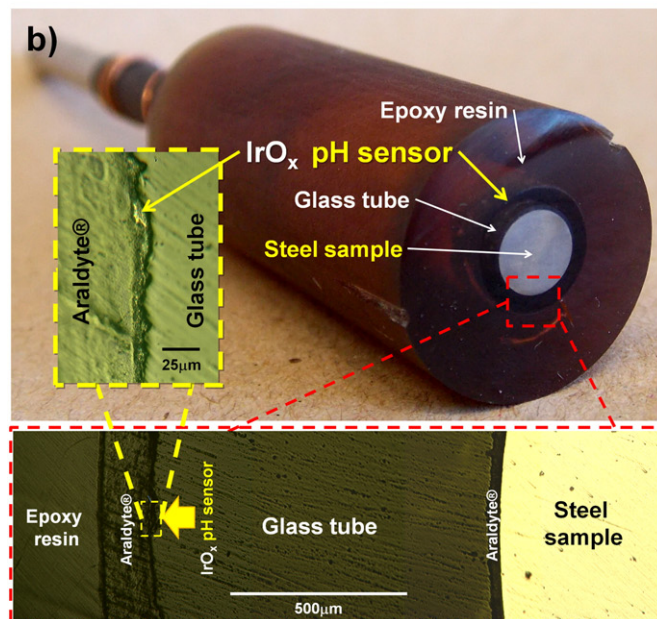 b)
Epoxy resin
IrOx pH sensor
Glass tube
Steel sample
Araldyte®
Glass tube
25μm
Epoxy
resin
Araldyte®
IrOx pH sensor
Glass tube
Araldyte®
Steel
sample
500μm